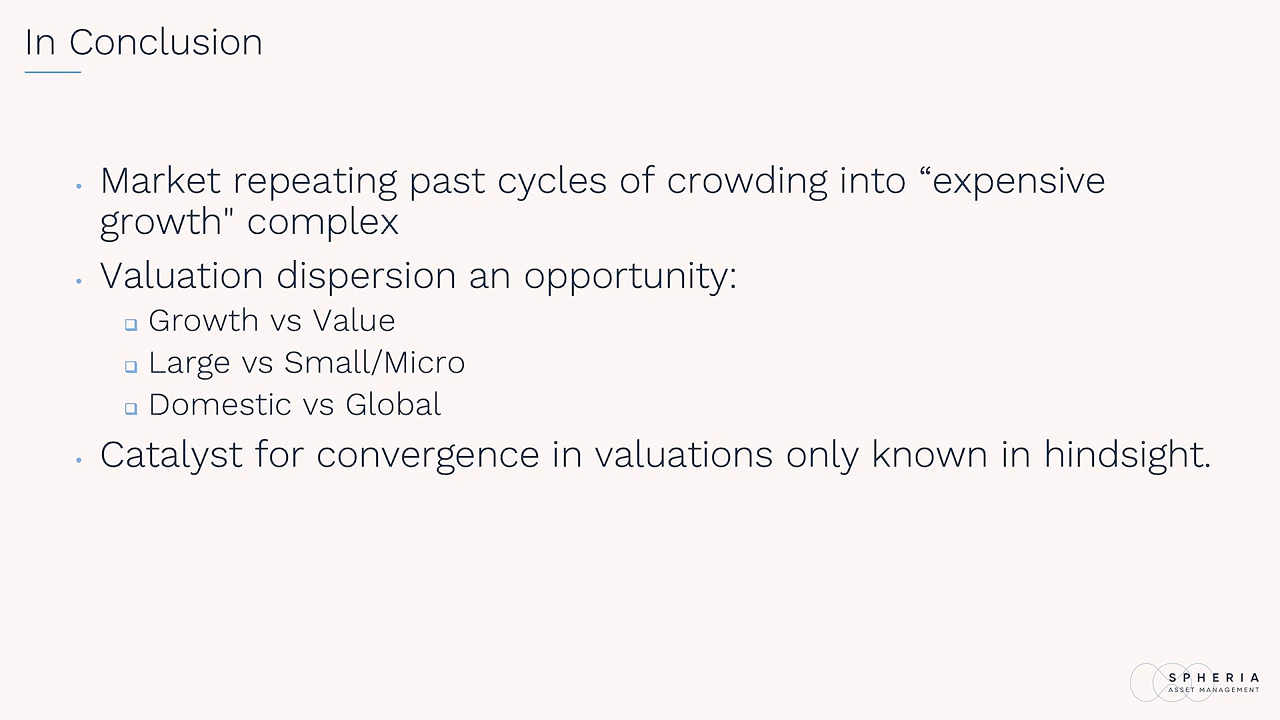 In Conclusion
Market repeating past cycles of crowding into “expensive
growth" complex
Valuation dispersion an opportunity:
Growth vs Value
Large vs Small/Micro
Domestic vs Global
Catalyst for convergence in valuations only known in hindsight.
SPHERIA
ASSET MANAGEMENT